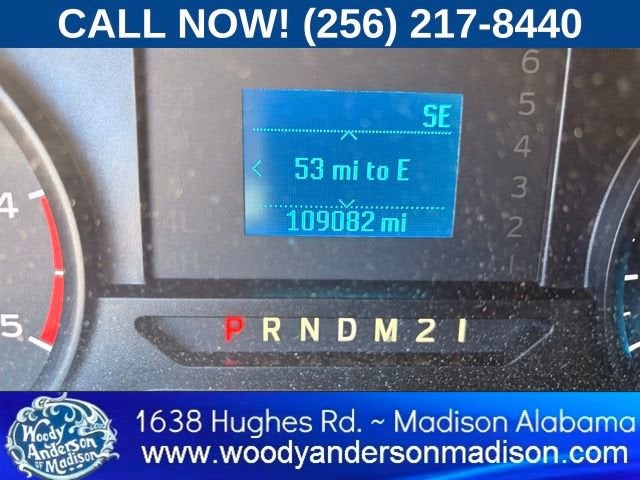 CALL NOW! (256) 217-8440
6
SE
5
4
53 mi to E
3
4
109082 mi
2
1
5
P R N D M 2 1
Woody
Anderson
OF Madison
1638 Hughes Rd. ~ Madison Alabama
www.woodyandersonmadison.com